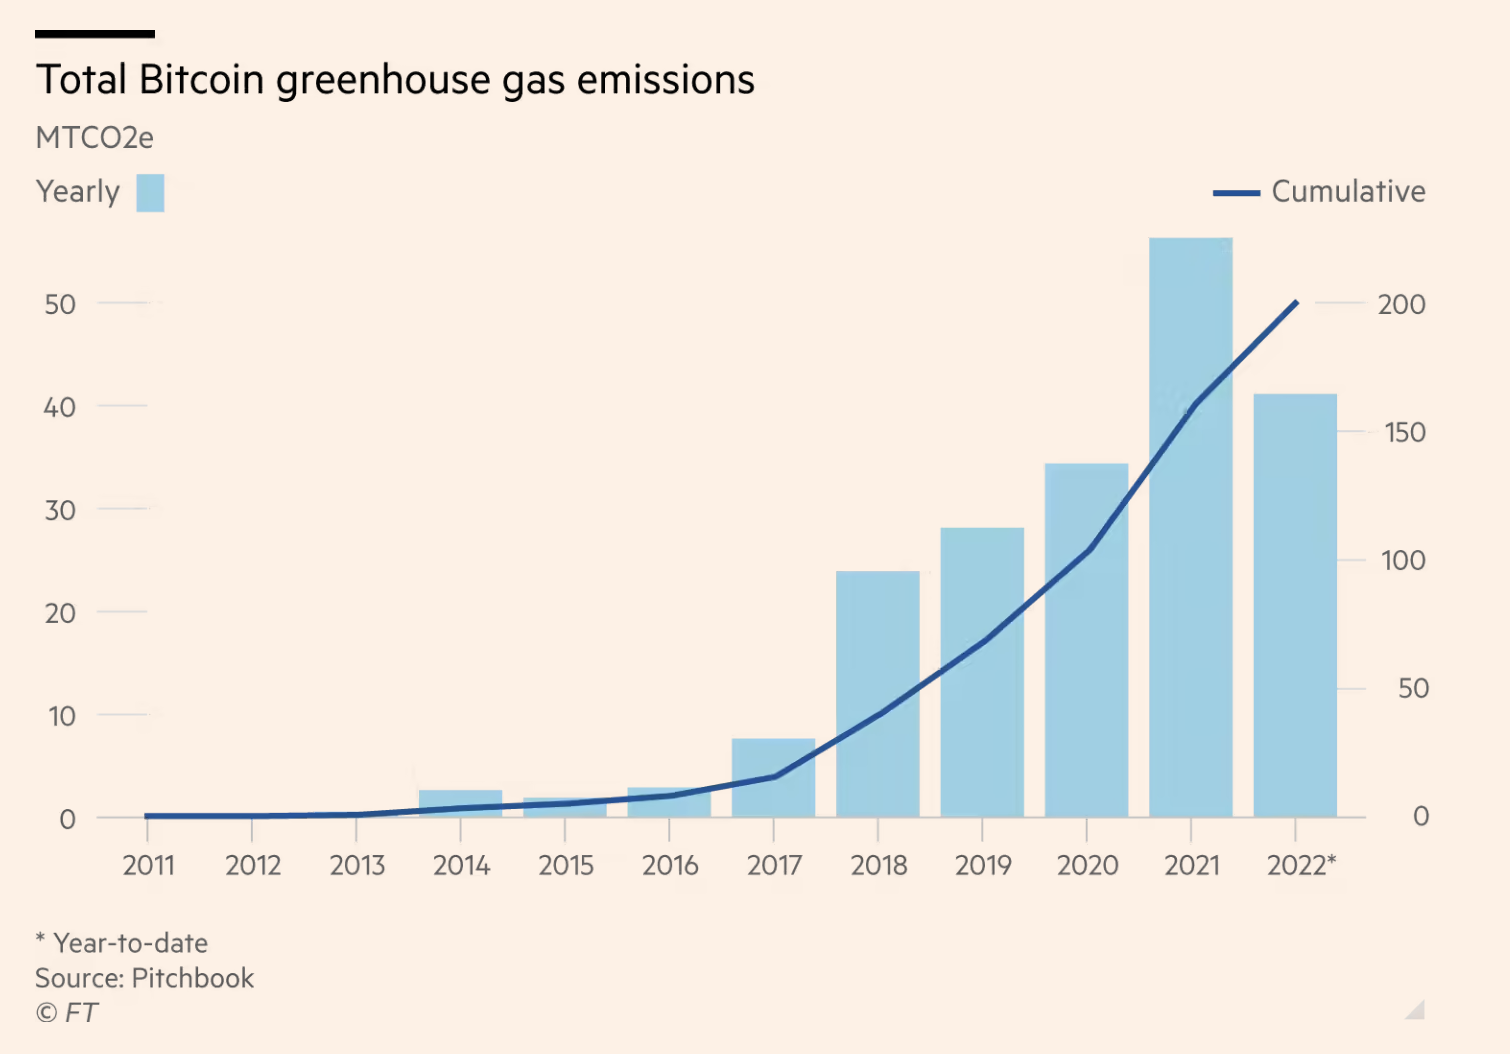 Total Bitcoin greenhouse gas emissions
MTCO2e
Yearly
Cumulative
50
200
40
150
30
100
20
50
10
0
0
2011 2012 2013 2014 2015 2016 2017 2018 2019 2020 2021 2022*
* Year-to-date
Source: Pitchbook
© FT